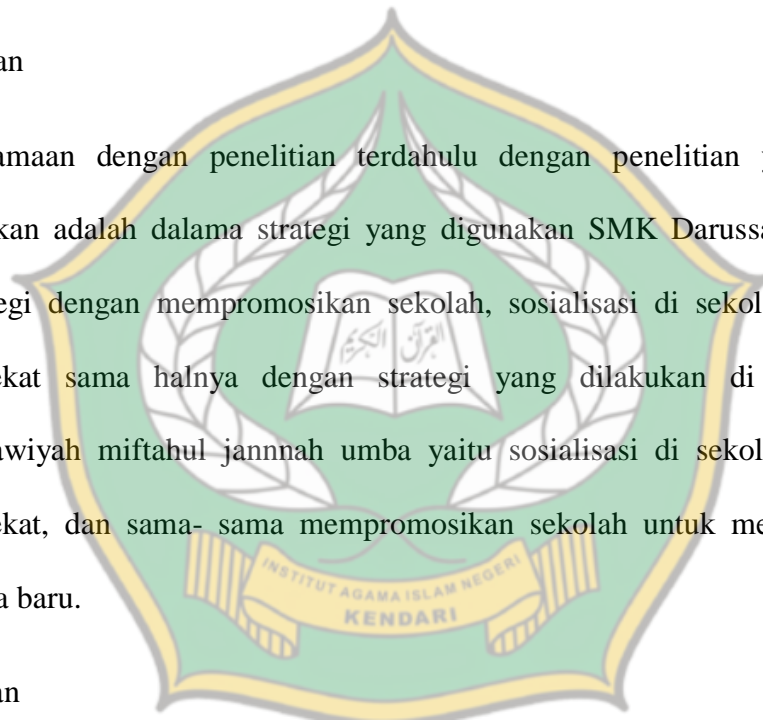 an
amaan dengan penelitian terdahulu dengan penelitian y
kan adalah dalama strategi yang digunakan SMK Darussa
egi dengan mempromosikan sekolah, sosialisasi di sekol
ekat sama halnya dengan strategi yang dilakukan di
awiyah miftahul jannnah umba yaitu sosialisasi di sekol
ekat, dan sama- sama mempromosikan sekolah untuk me
a baru.
an
القرآن الكريم
INSTITUT AGAMA ISLAM NEGERI
KENDARI